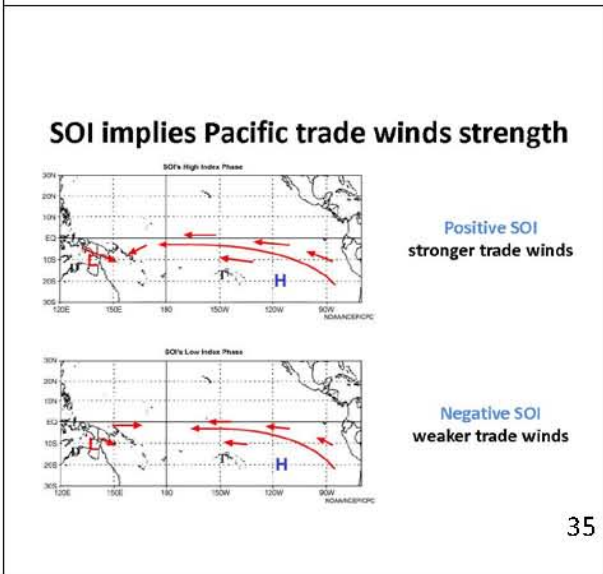 SOI implies Pacific trade winds strength
SOI's High Index Phase
30N
20N
10N
EQ
10S
20S
30S
L
T
H
120E 150E 180 150W 120W 90W
NOAA/NCEP/CPC
Positive SOI
stronger trade winds
SOI's Low Index Phase
30N
20N
10N
EQ
10S
20S
30S
L
T
H
120E 150E 180 150W 120W 90W
NOAA/NCEP/CPC
Negative SOI
weaker trade winds
35